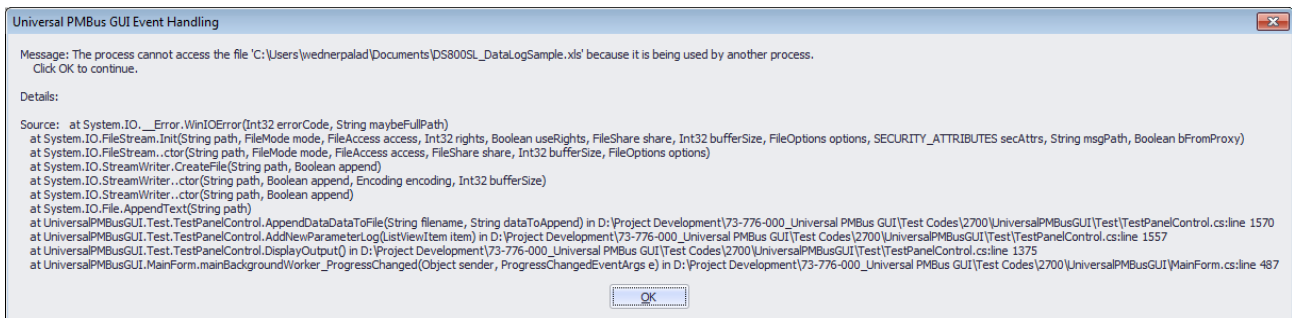 Universal PMBus GUI Event Handling
Message: The process cannot access the file 'C:\Users\wednerpalad\Documents\DS800SL_DataLogSample.xls' because it is being used by another process.
Click OK to continue.
Details:
Source: at System.IO.__Error.WinIOError(Int32 errorCode, String maybeFullPath)
at System.IO.FileStream.Init(String path, FileMode mode, FileAccess access, Int32 rights, Boolean useRights, FileShare share, Int32 bufferSize, FileOptions options, SECURITY_ATTRIBUTES secAttrs, String msgPath, Boolean bFromProxy)
at System.IO.FileStream..ctor(String path, FileMode mode, FileAccess access, FileShare share, Int32 bufferSize, FileOptions options)
at System.IO.StreamWriter.CreateFile(String path, Boolean append)
at System.IO.StreamWriter..ctor(String path, Boolean append, Encoding encoding, Int32 bufferSize)
at System.IO.StreamWriter..ctor(String path, Boolean append)
at System.IO.File.AppendText(String path)
at UniversalPMBusGUI.Test.TestPanelControl.AppendDataDataToFile(String filename, String dataToAppend) in D:\Project Development\73-776-000_Universal PMBus GUI\Test Codes\2700\UniversalPMBusGUI\Test\TestPanelControl.cs:line 1570
at UniversalPMBusGUI.Test.TestPanelControl.AddNewParameterLog(ListViewItem item) in D:\Project Development\73-776-000_Universal PMBus GUI\Test Codes\2700\UniversalPMBusGUI\Test\TestPanelControl.cs:line 1557
at UniversalPMBusGUI.Test.TestPanelControl.DisplayOutput() in D:\Project Development\73-776-000_Universal PMBus GUI\Test Codes\2700\UniversalPMBusGUI\Test\TestPanelControl.cs:line 1375
at UniversalPMBusGUI.MainForm.mainBackgroundWorker_ProgressChanged(Object sender, ProgressChangedEventArgs e) in D:\Project Development\73-776-000_Universal PMBus GUI\Test Codes\2700\UniversalPMBusGUI\MainForm.cs:line 487
OK